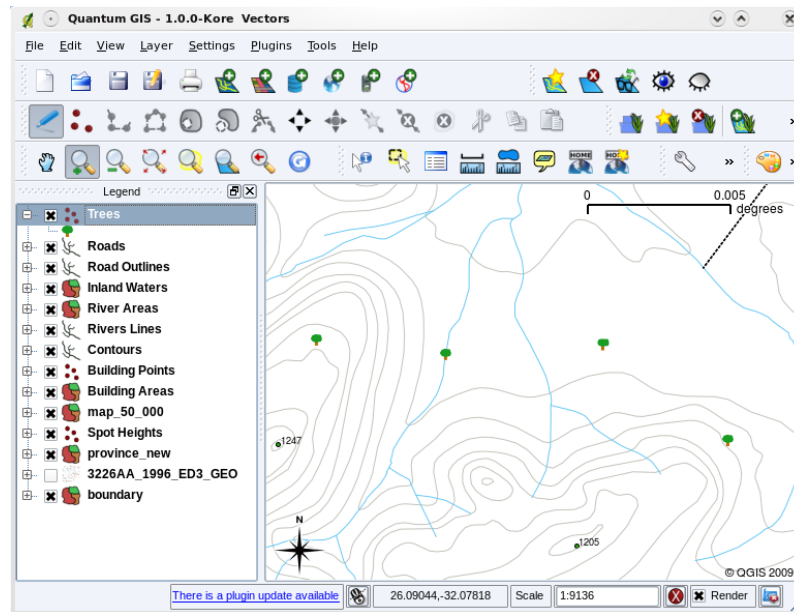 Quantum GIS - 1.0.0-Kore Vectors
File Edit View Layer Settings Plugins Tools Help
HOME HOME
Legend
Trees
Roads
Road Outlines
Inland Waters
River Areas
Rivers Lines
Contours
Building Points
Building Areas
map_50_000
Spot Heights
province_new
3226AA_1996_ED3_GEO
boundary
0 0.005
degrees
1247
1205
N
© QGIS 2009
There is a plugin update available 26.09044,-32.07818 Scale 1:9136 Render